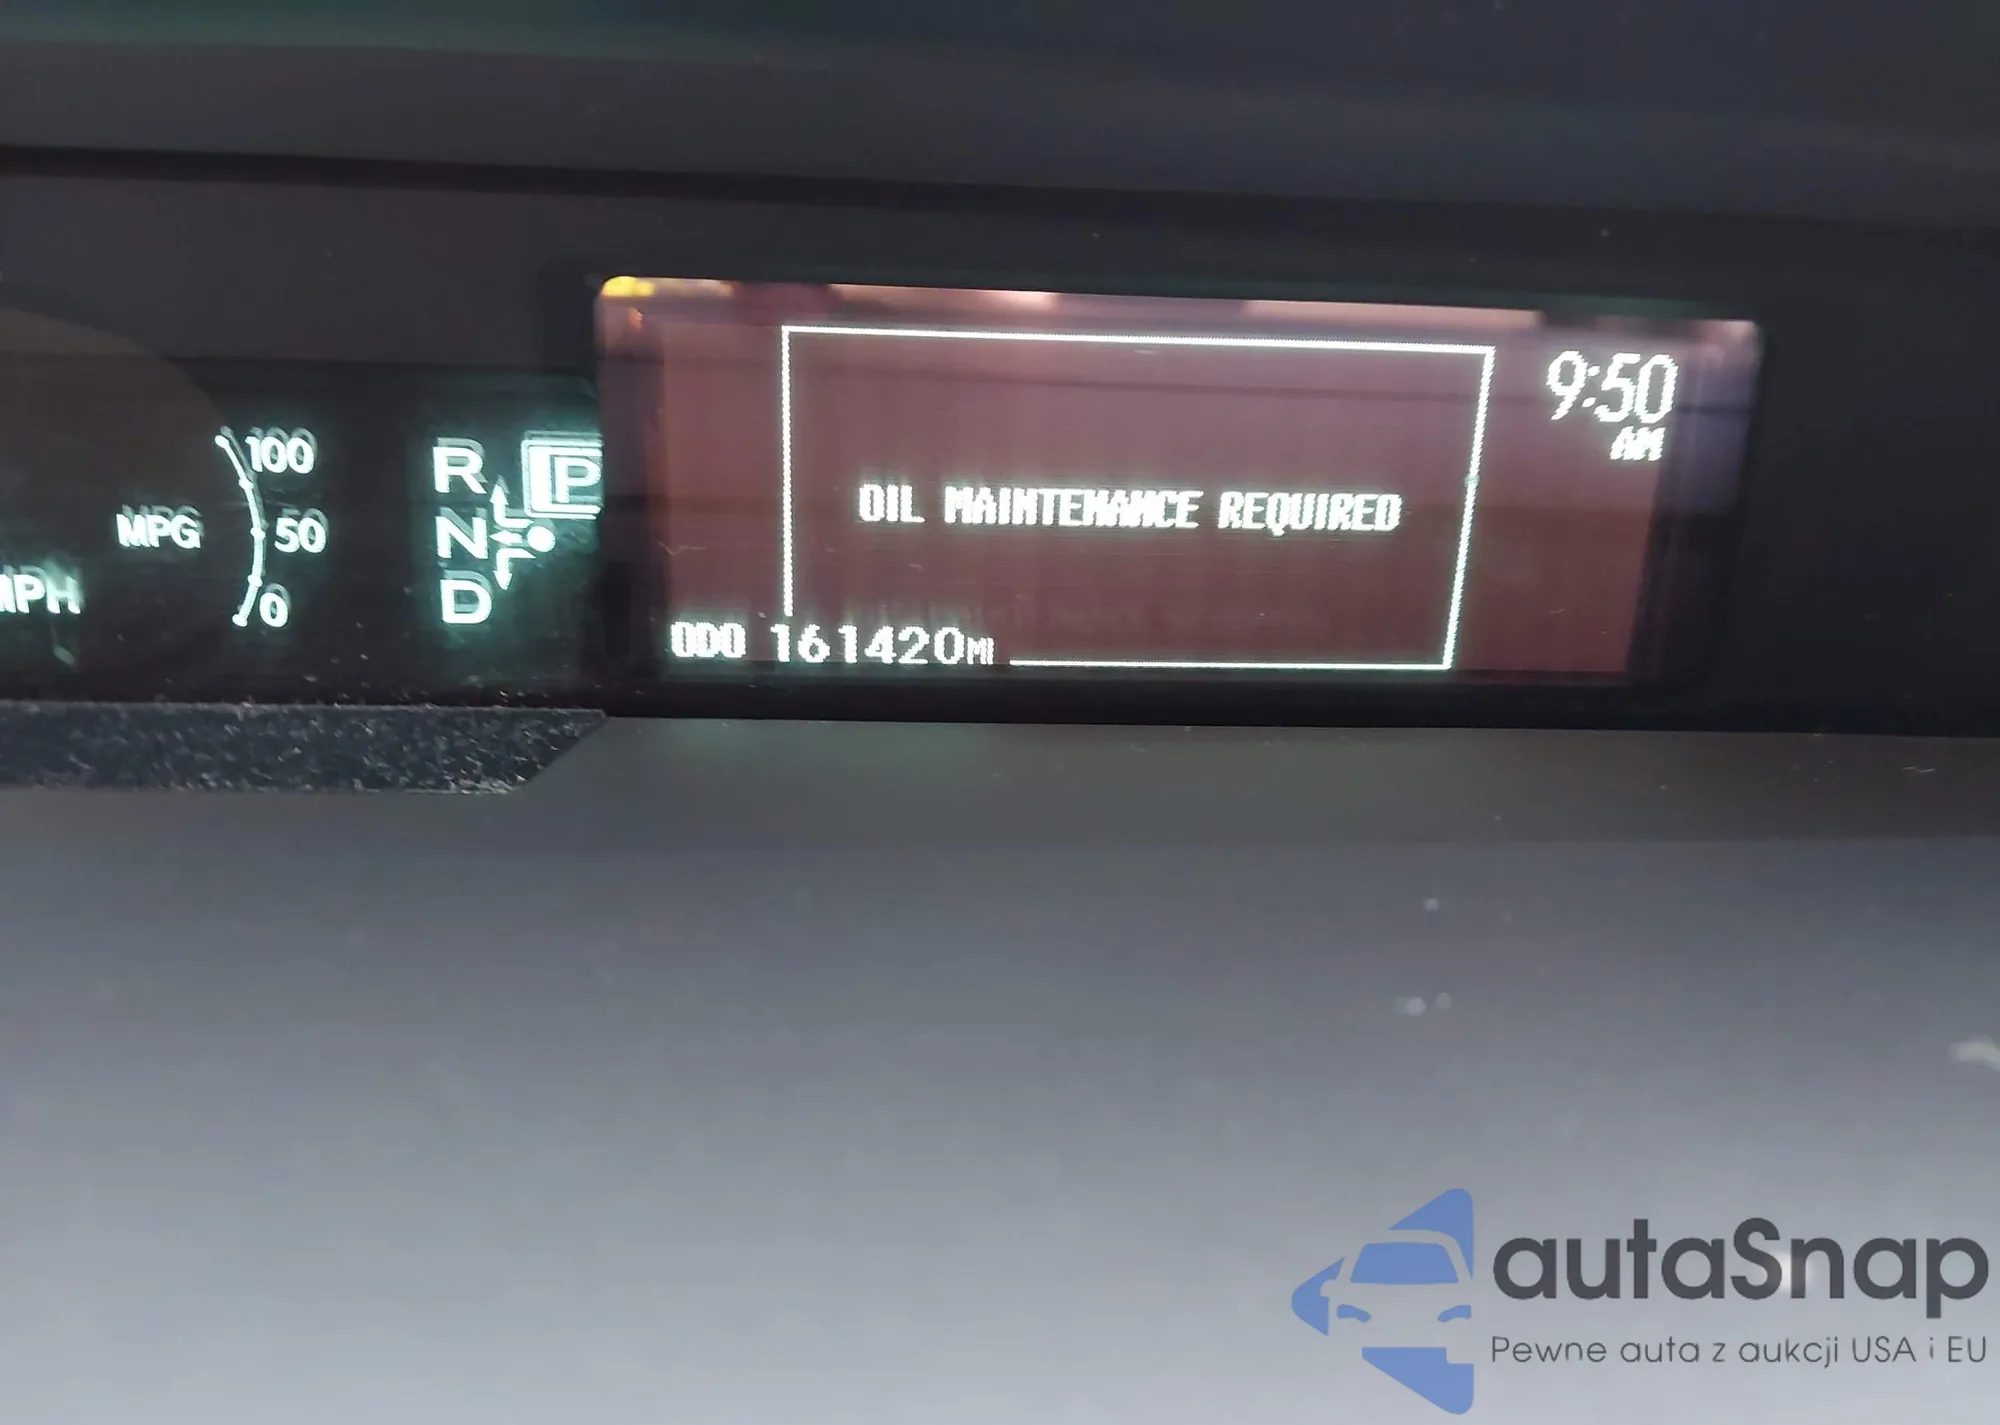 100
MPG
50
MPH
0
R
P
N
D
9:50
AM
OIL MAINTENANCE REQUIRED
ODO 161420MI
autaSnap
Pewne auta z aukcji USA i EU